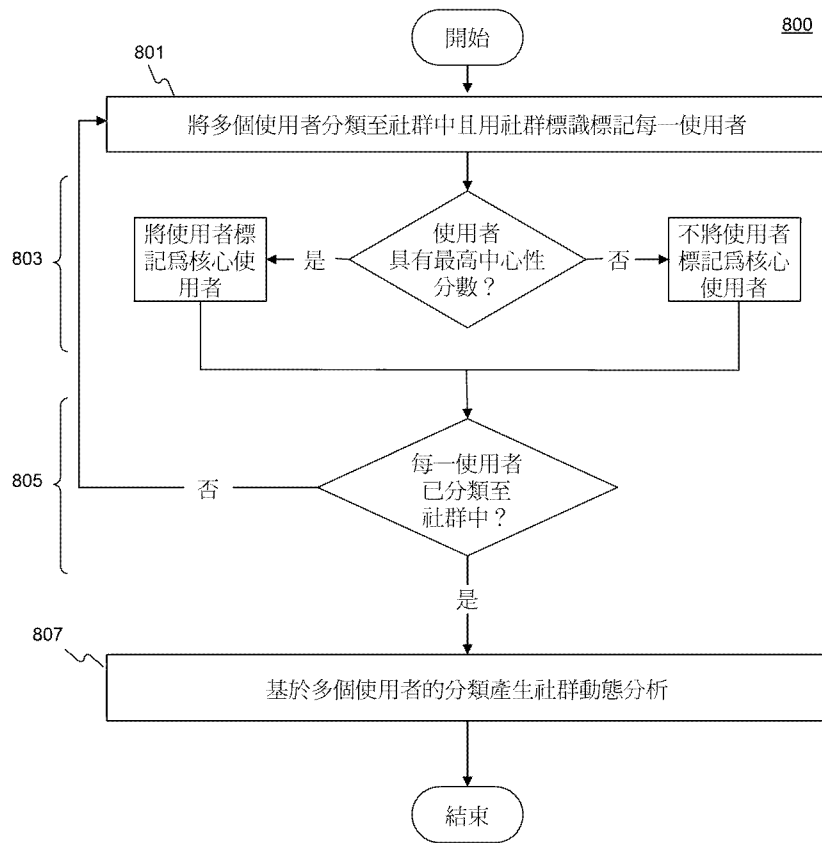 800
開始
801
將多個使用者分類至社群中且用社群標識標記每一使用者
803
將使用者標
記爲核心使
用者
是
使用者
具有最高中心性
分數？
否
不將使用者
標記爲核心
使用者
805
否
每一使用者
已分類至
社群中？
是
807
基於多個使用者的分類產生社群動態分析
結束